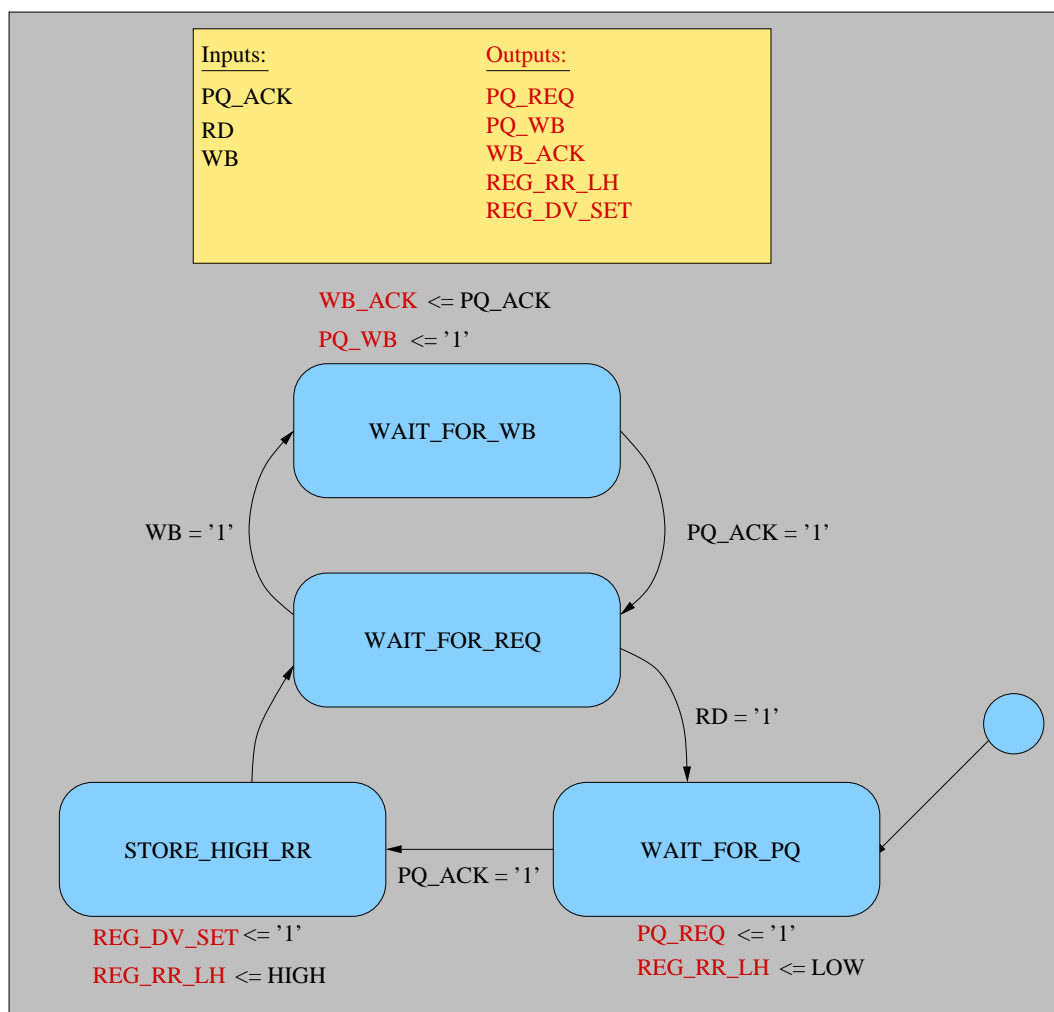 Inputs:
PQ_ACK
RD
WB
Outputs:
PQ_REQ
PQ_WB
WB_ACK
REG_RR_LH
REG_DV_SET
WB_ACK <= PQ_ACK
PQ_WB <= ’1’
WAIT_FOR_WB
WB = ’1’
PQ_ACK = ’1’
WAIT_FOR_REQ
RD = ’1’
STORE_HIGH_RR
PQ_ACK = ’1’
WAIT_FOR_PQ
REG_DV_SET <= ’1’
REG_RR_LH <= HIGH
PQ_REQ <= ’1’
REG_RR_LH <= LOW